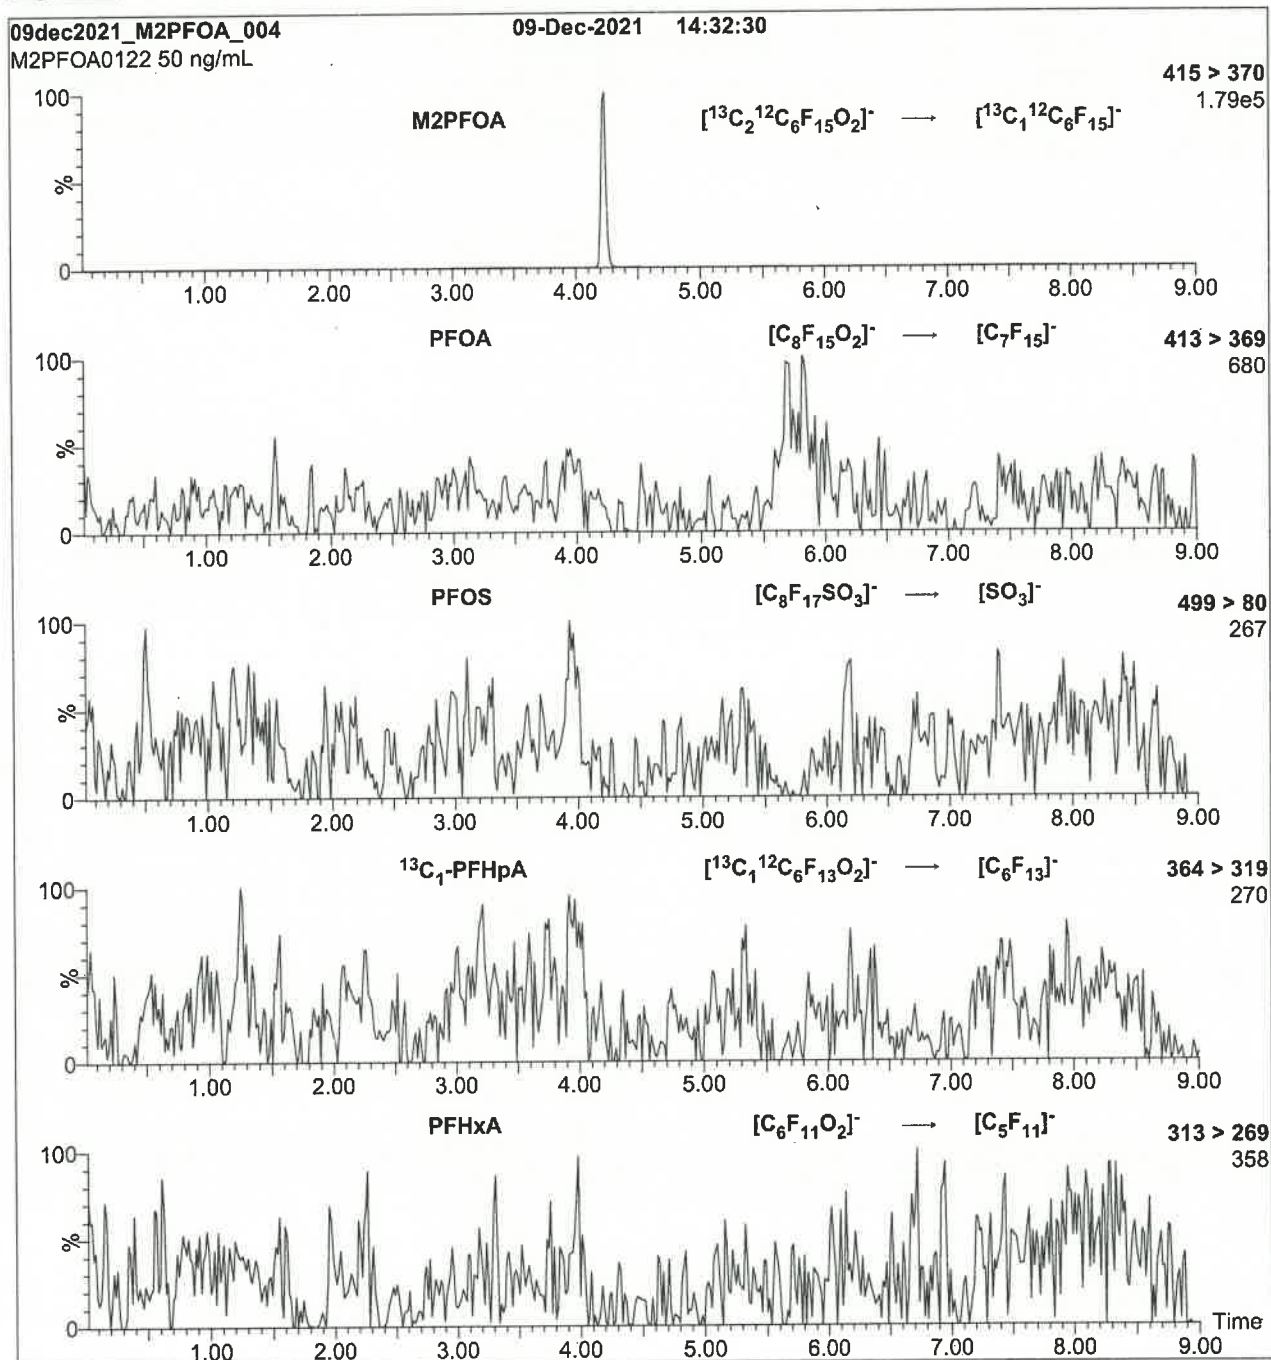 09dec2021_M2PFOA_004 09-Dec-2021 14:32:30
M2PFOA0122 50 ng/mL
415 > 370
1.79e5
M2PFOA [¹³C₂¹²C₆F₁₅O₂]⁻ → [¹³C₁¹²C₆F₁₅]⁻
100
%
0
1.00 2.00 3.00 4.00 5.00 6.00 7.00 8.00 9.00
PFOA [C₈F₁₅O₂]⁻ → [C₇F₁₅]⁻ 413 > 369
680
100
%
0
1.00 2.00 3.00 4.00 5.00 6.00 7.00 8.00 9.00
PFOS [C₈F₁₇SO₃]⁻ → [SO₃]⁻ 499 > 80
267
100
%
0
1.00 2.00 3.00 4.00 5.00 6.00 7.00 8.00 9.00
¹³C₁-PFHpA [¹³C₁¹²C₆F₁₃O₂]⁻ → [C₆F₁₃]⁻ 364 > 319
270
100
%
0
1.00 2.00 3.00 4.00 5.00 6.00 7.00 8.00 9.00
PFHxA [C₆F₁₁O₂]⁻ → [C₅F₁₁]⁻ 313 > 269
358
100
%
0
Time
1.00 2.00 3.00 4.00 5.00 6.00 7.00 8.00 9.00